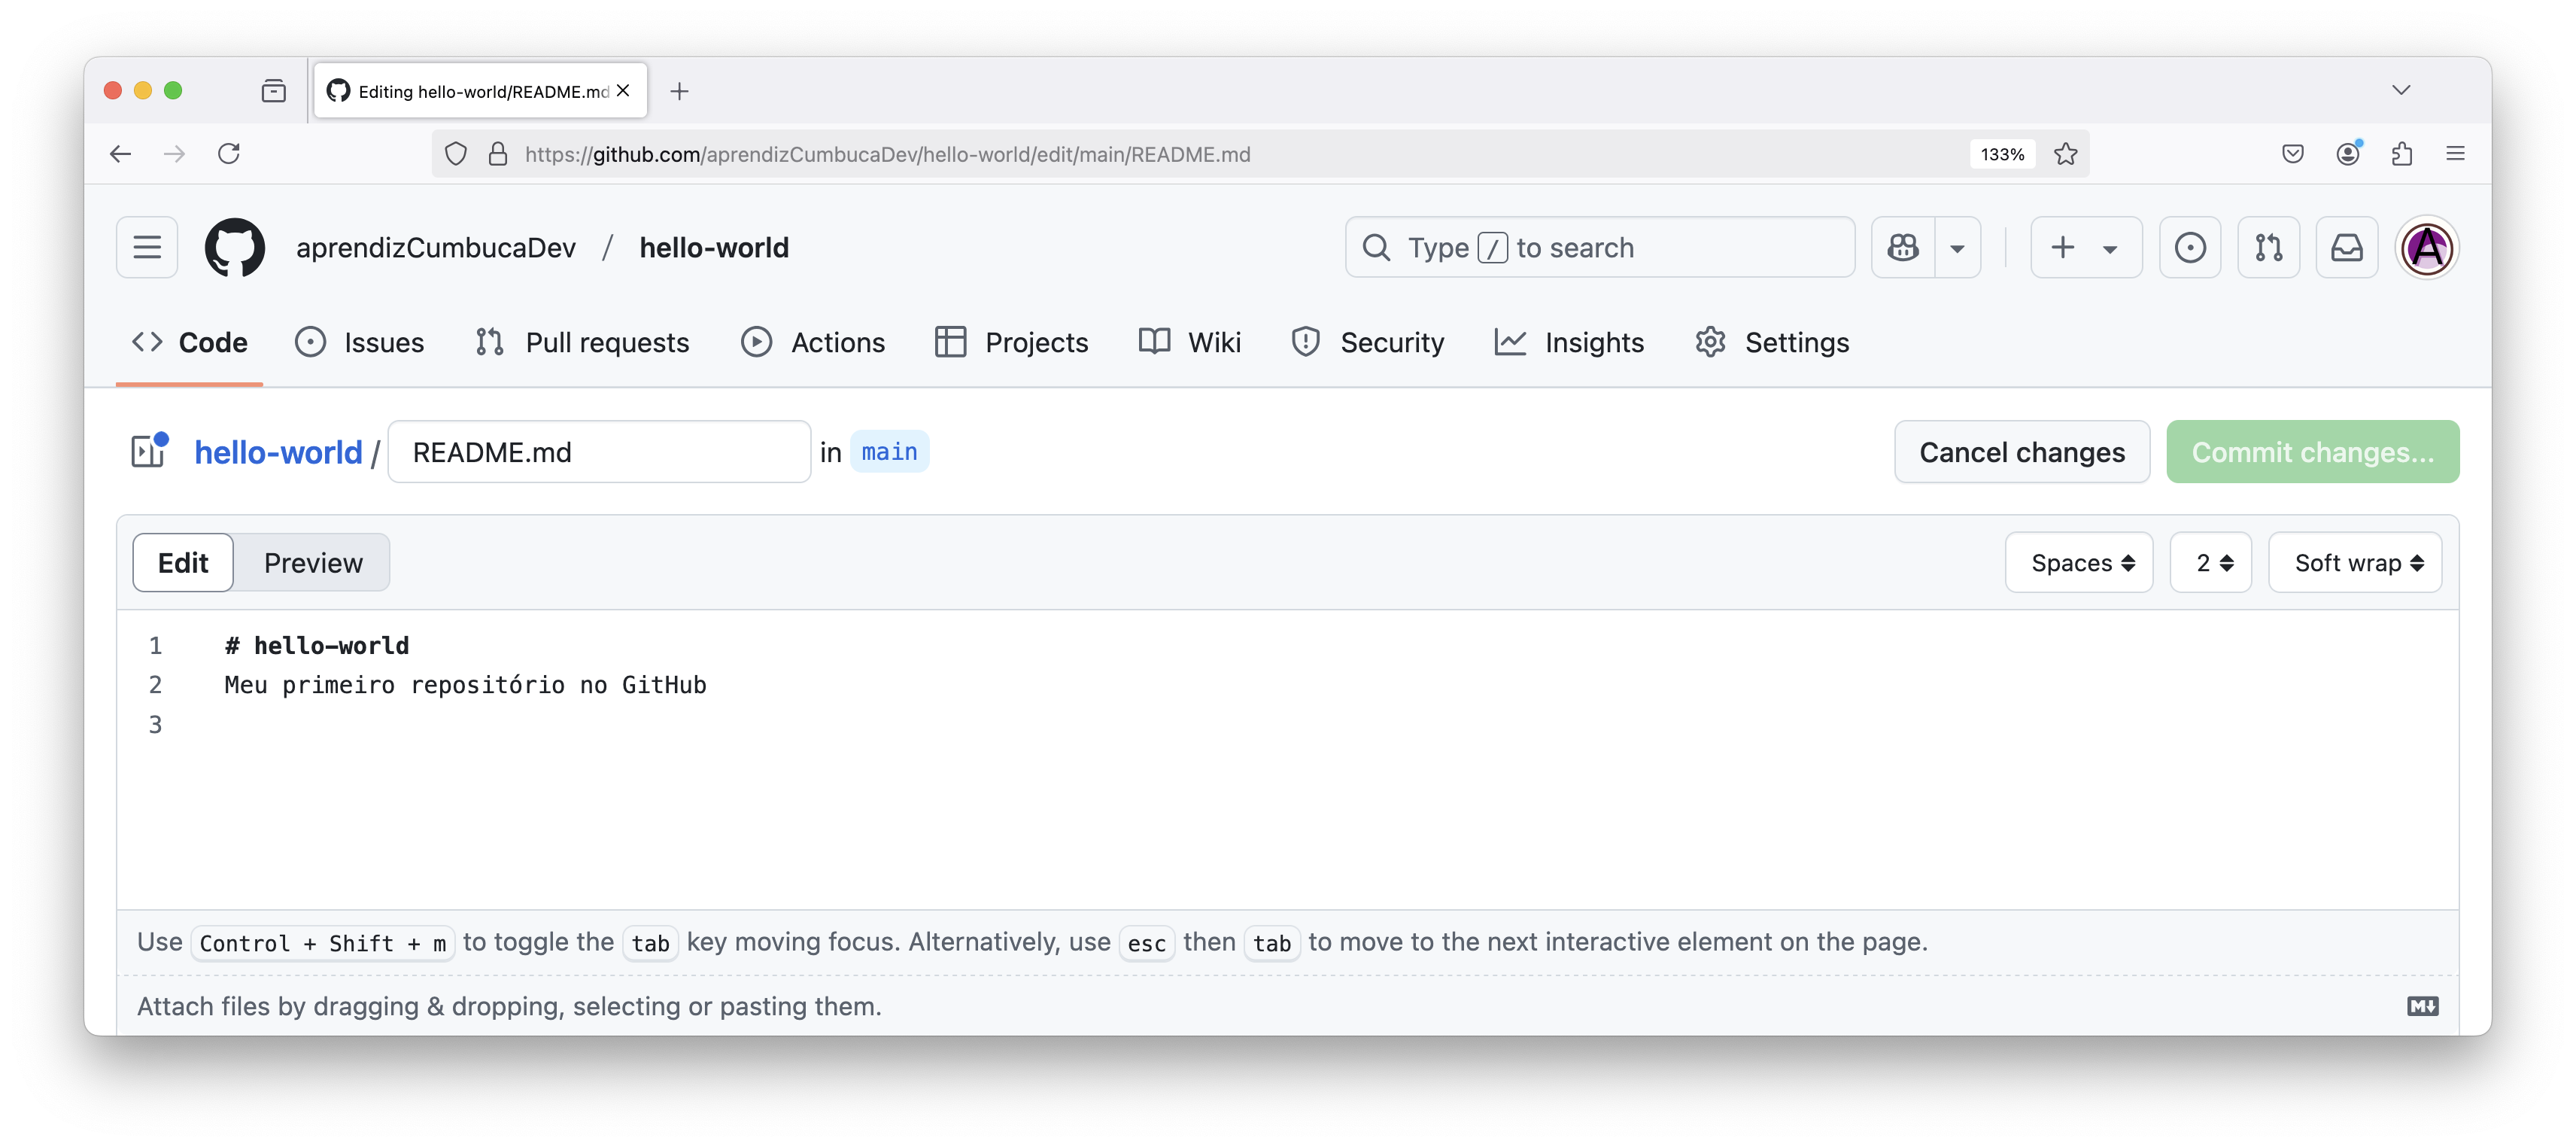 Editing hello-world/README.md
https://github.com/aprendizCumbucaDev/hello-world/edit/main/README.md 133%
aprendizCumbucaDev / hello-world Type / to search A
Code Issues Pull requests Actions Projects Wiki Security Insights Settings
hello-world / README.md in main Cancel changes Commit changes...
Edit Preview Spaces 2 Soft wrap
1 # hello-world
2 Meu primeiro repositório no GitHub
3
Use Control + Shift + m to toggle the tab key moving focus. Alternatively, use esc then tab to move to the next interactive element on the page.
Attach files by dragging & dropping, selecting or pasting them. M